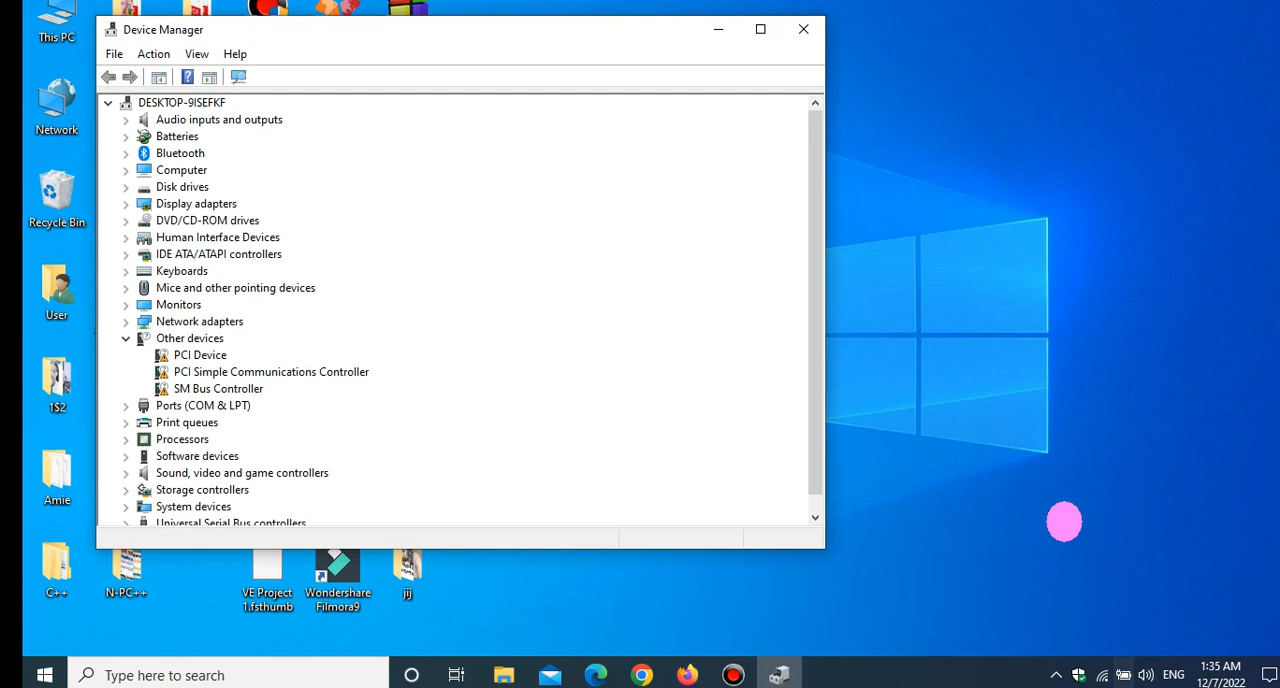 Device Manager
This PC
File Action View Help
DESKTOP-9ISEFKF
Audio inputs and outputs
Batteries
Network
Bluetooth
Computer
Disk drives
Display adapters
Recycle Bin
DVD/CD-ROM drives
Human Interface Devices
IDE ATA/ATAPI controllers
Keyboards
Mice and other pointing devices
Monitors
User
Network adapters
Other devices
PCI Device
PCI Simple Communications Controller
SM Bus Controller
1$2
Ports (COM & LPT)
Print queues
Processors
Software devices
Sound, video and game controllers
Storage controllers
Amie
System devices
Universal Serial Bus controllers
C++
N-PC++
VE Project
1.fsthumb
Wondershare
Filmora9
jij
Type here to search
ENG
1:35 AM
12/7/2022